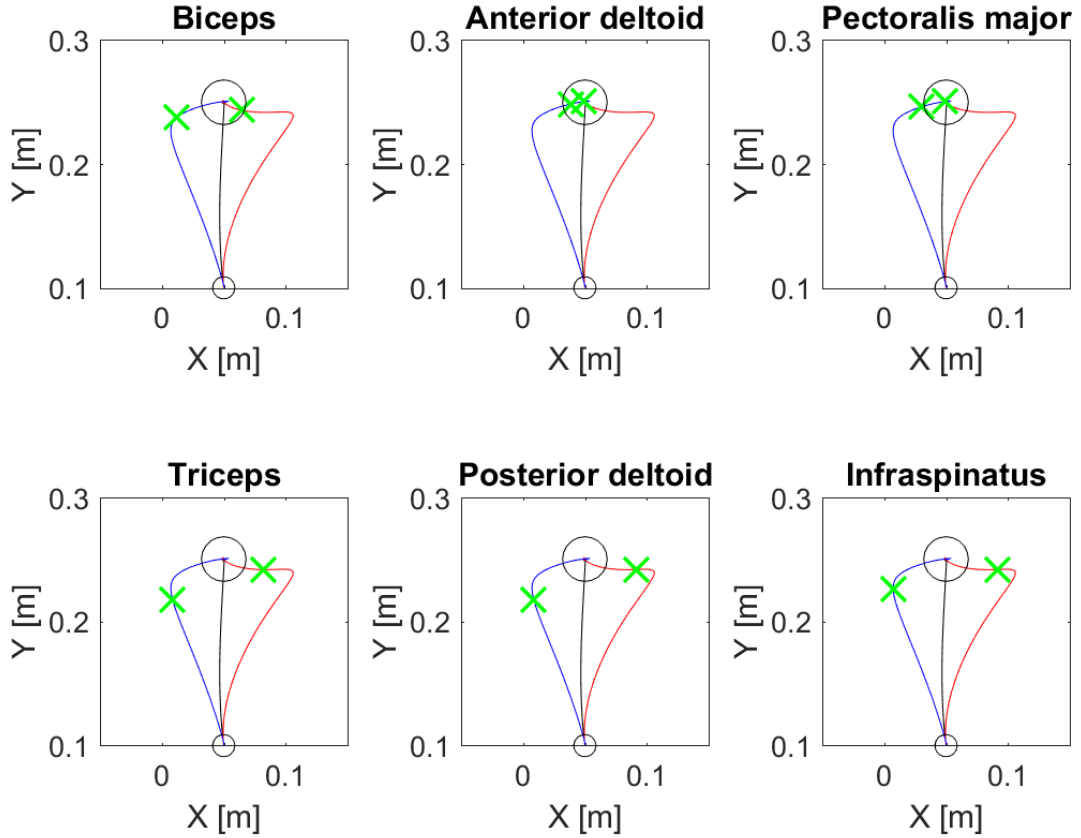 Biceps
Anterior deltoid
Pectoralis major
0.3
0.2
0.1
Y [m]
0
0.1
X [m]
0.3
0.2
0.1
Y [m]
0
0.1
X [m]
0.3
0.2
0.1
Y [m]
0
0.1
X [m]
Triceps
Posterior deltoid
Infraspinatus
0.3
0.2
0.1
Y [m]
0
0.1
X [m]
0.3
0.2
0.1
Y [m]
0
0.1
X [m]
0.3
0.2
0.1
Y [m]
0
0.1
X [m]